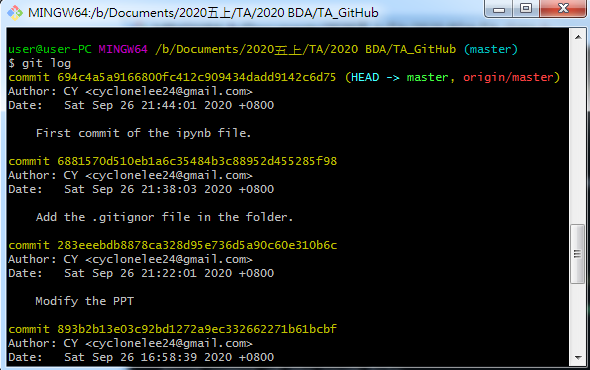 MINGW64:/b/Documents/2020五上/TA/2020 BDA/TA_GitHub
user@user-PC MINGW64 /b/Documents/2020五上/TA/2020 BDA/TA_GitHub (master)
$ git log
commit 694c4a5a9166800fc412c909434dadd9142c6d75 (HEAD -> master, origin/master)
Author: CY <cyclonelee24@gmail.com>
Date:   Sat Sep 26 21:44:01 2020 +0800
First commit of the ipynb file.
commit 6881570d510eb1a6c35484b3c88952d455285f98
Author: CY <cyclonelee24@gmail.com>
Date:   Sat Sep 26 21:38:03 2020 +0800
Add the .gitignor file in the folder.
commit 283eeebdb8878ca328d95e736d5a90c60e310b6c
Author: CY <cyclonelee24@gmail.com>
Date:   Sat Sep 26 21:22:01 2020 +0800
Modify the PPT
commit 893b2b13e03c92bd1272a9ec332662271b61bcbf
Author: CY <cyclonelee24@gmail.com>
Date:   Sat Sep 26 16:58:39 2020 +0800